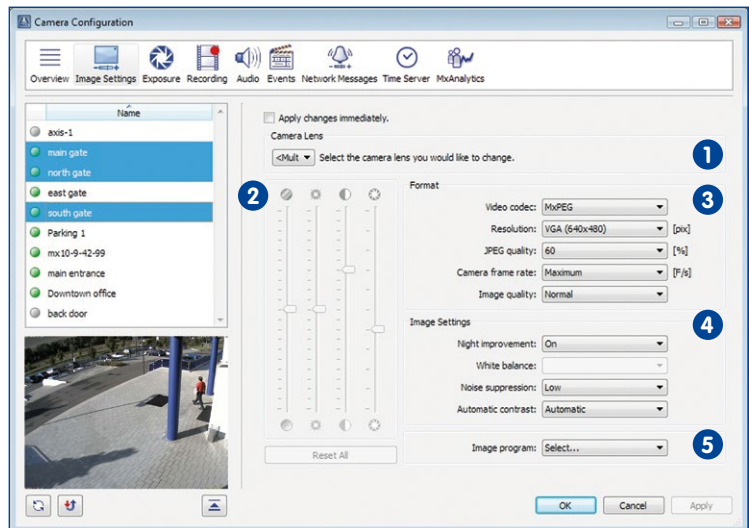 Camera Configuration
Overview Image Settings Exposure Recording Audio Events Network Messages Time Server MxAnalytics
Name
axis-1
main gate
north gate
east gate
south gate
Parking 1
mx10-9-42-99
main entrance
Downtown office
back door
Apply changes immediately.
Camera Lens
<Mult Select the camera lens you would like to change.
1
2
Reset All
Format
3
Video codec: MxPEG
Resolution: VGA (640x480) [pix]
JPEG quality: 60 [%]
Camera frame rate: Maximum [F/s]
Image quality: Normal
Image Settings
4
Night improvement: On
White balance:
Noise suppression: Low
Automatic contrast: Automatic
Image program: Select...
5
OK Cancel Apply